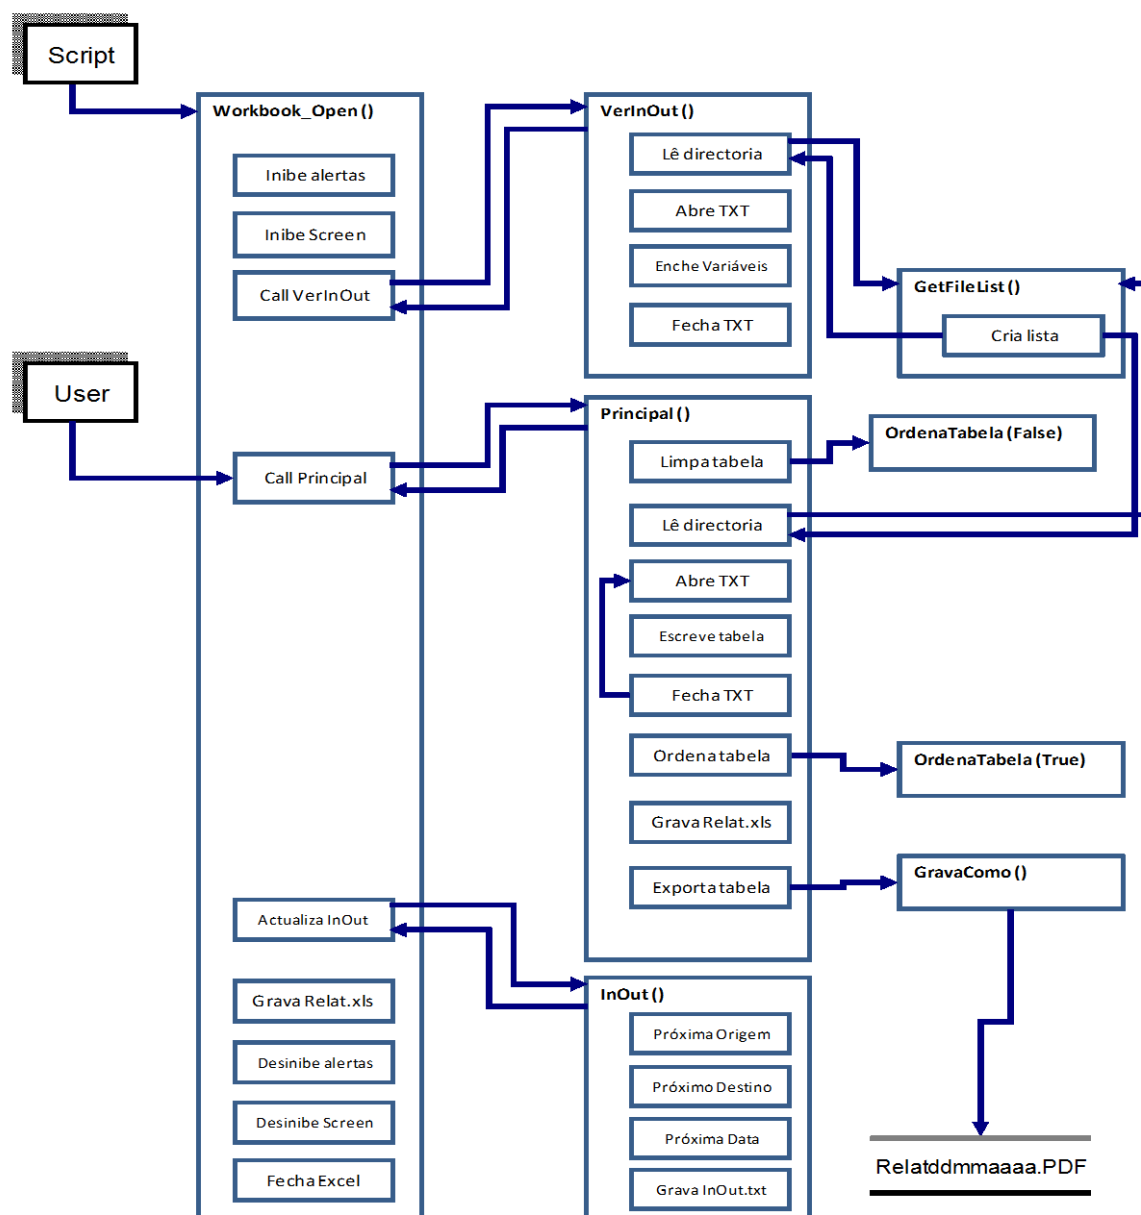 Script
Workbook_Open ()
Inibe alertas
Inibe Screen
Call VerInOut
User
Call Principal
Actualiza InOut
Grava Relat.xls
Desinibe alertas
Desinibe Screen
Fecha Excel
VerInOut ()
Lê directoria
Abre TXT
Enche Variáveis
Fecha TXT
GetFileList ()
Cria lista
Principal ()
Limpa tabela
Lê directoria
Abre TXT
Escreve tabela
Fecha TXT
Ordena tabela
Grava Relat.xls
Exporta tabela
OrdenaTabela (False)
OrdenaTabela (True)
GravaComo ()
InOut ()
Próxima Origem
Próximo Destino
Próxima Data
Grava InOut.txt
Relatddmmaaaa.PDF